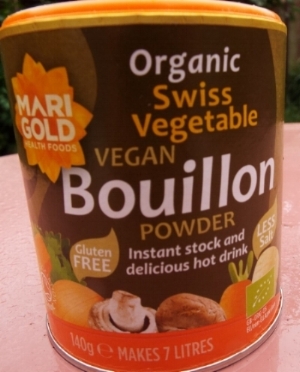 Organic
Swiss
Vegetable
MARI
GOLD
HEALTH FOODS
VEGAN
Bouillon
POWDER
Gluten
FREE
Instant stock and
delicious hot drink
LESS
Salt
140g e MAKES 7 LITRES